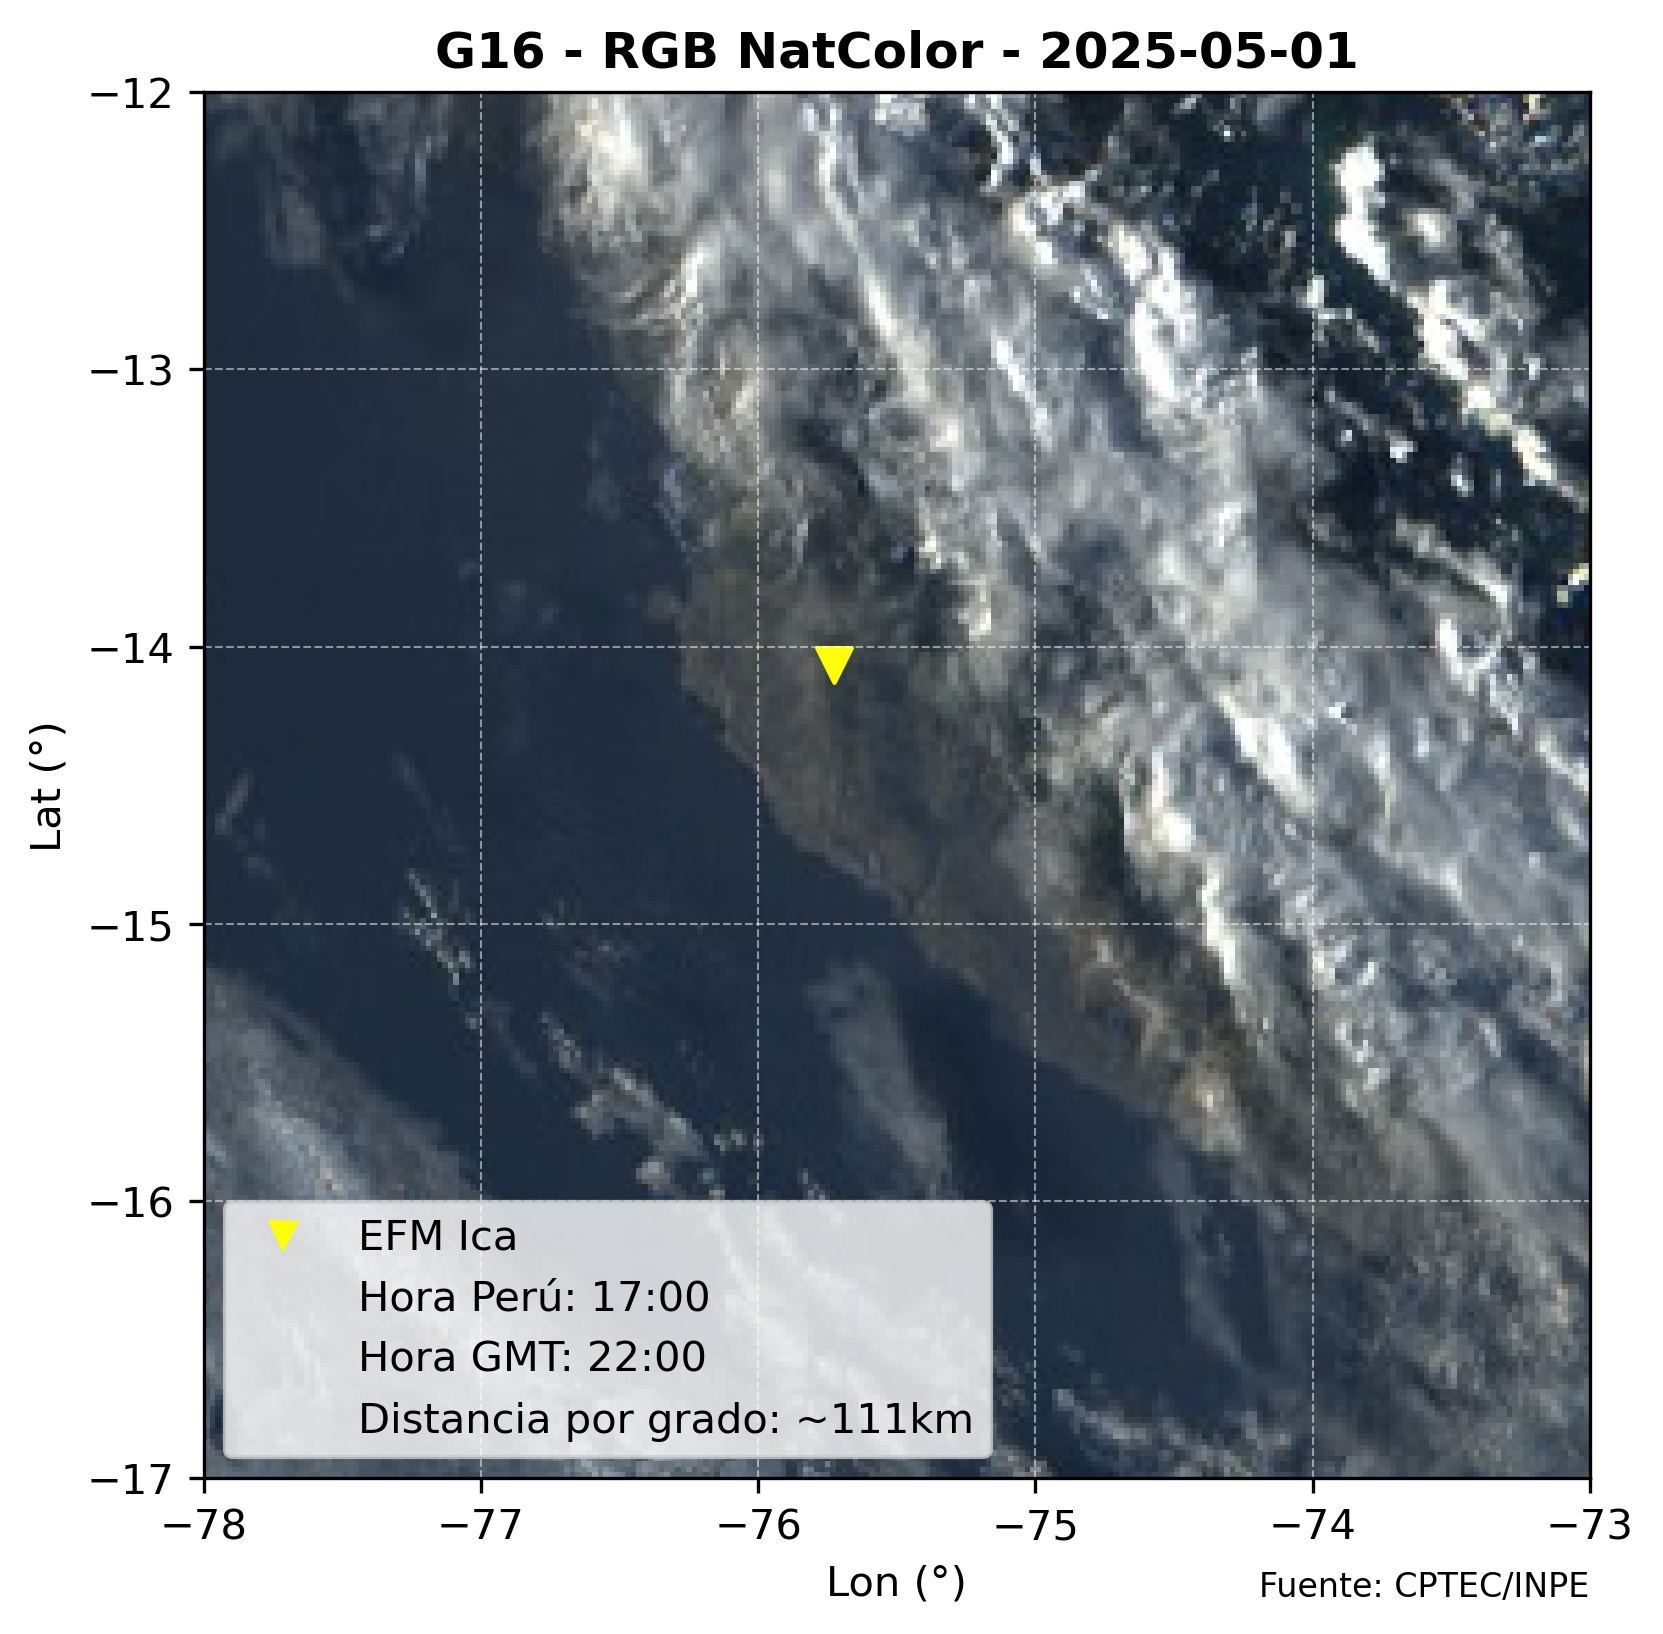 G16 - RGB NatColor - 2025-05-01
−12
−13
−14
−15
−16
−17
Lat (°)
EFM Ica
Hora Perú: 17:00
Hora GMT: 22:00
Distancia por grado: ~111km
−78 −77 −76 −75 −74 −73
Lon (°)
Fuente: CPTEC/INPE